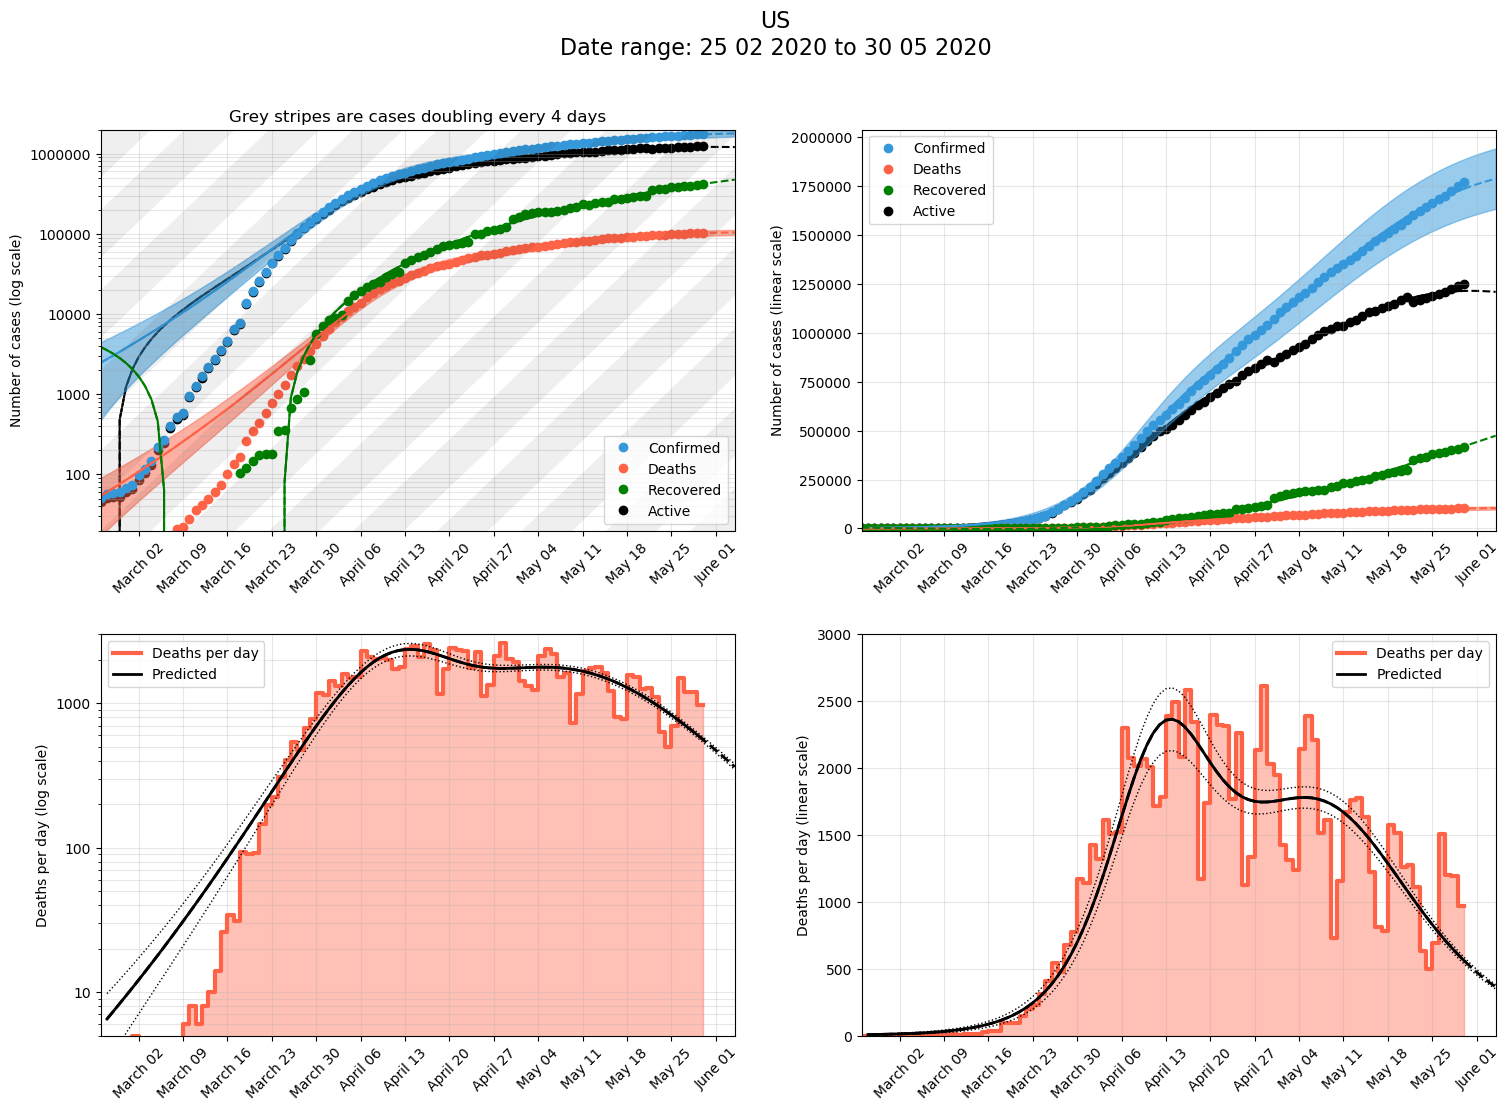 US
Date range: 25 02 2020 to 30 05 2020
Grey stripes are cases doubling every 4 days
Number of cases (log scale)
1000000
100000
10000
1000
100
Confirmed
Deaths
Recovered
Active
March 02
March 09
March 16
March 23
March 30
April 06
April 13
April 20
April 27
May 04
May 11
May 18
May 25
June 01
Number of cases (linear scale)
2000000
1750000
1500000
1250000
1000000
750000
500000
250000
0
Confirmed
Deaths
Recovered
Active
March 02
March 09
March 16
March 23
March 30
April 06
April 13
April 20
April 27
May 04
May 11
May 18
May 25
June 01
Deaths per day (log scale)
1000
100
10
Deaths per day
Predicted
March 02
March 09
March 16
March 23
March 30
April 06
April 13
April 20
April 27
May 04
May 11
May 18
May 25
June 01
Deaths per day (linear scale)
3000
2500
2000
1500
1000
500
0
Deaths per day
Predicted
March 02
March 09
March 16
March 23
March 30
April 06
April 13
April 20
April 27
May 04
May 11
May 18
May 25
June 01